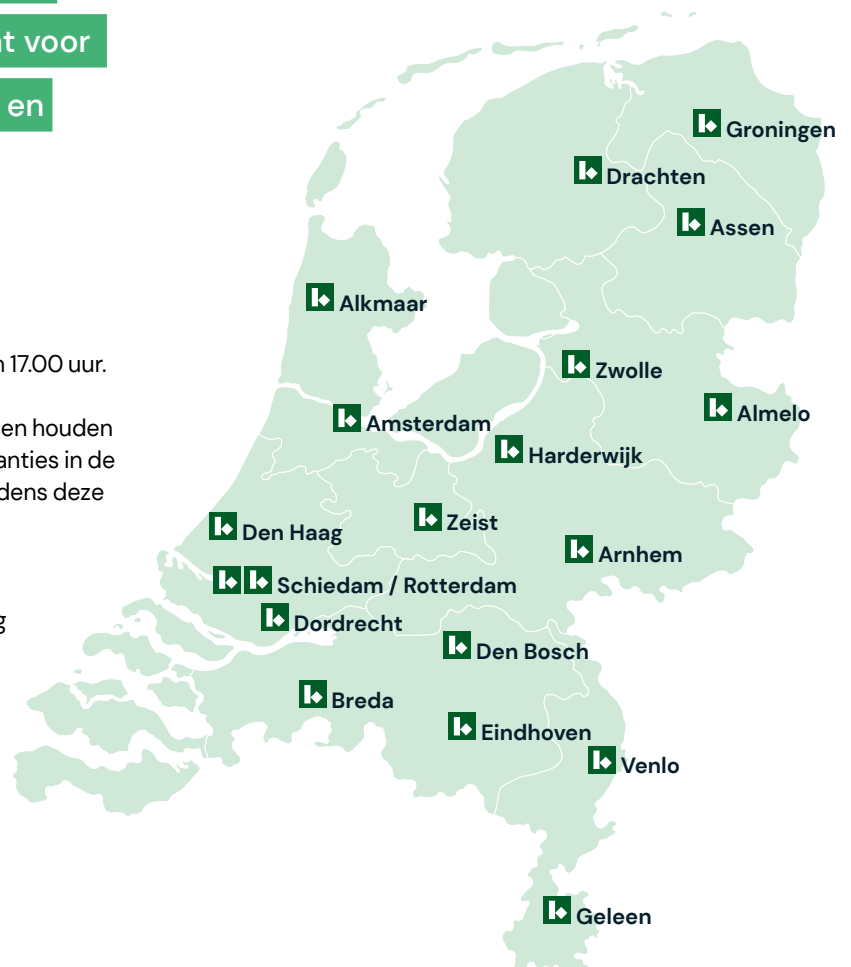 t voor
en
17.00 uur.
en houden
anties in de
dens deze
g
Groningen
Drachten
Assen
Alkmaar
Zwolle
Almelo
Amsterdam
Harderwijk
Zeist
Den Haag
Arnhem
Schiedam / Rotterdam
Dordrecht
Den Bosch
Breda
Eindhoven
Venlo
Geleen